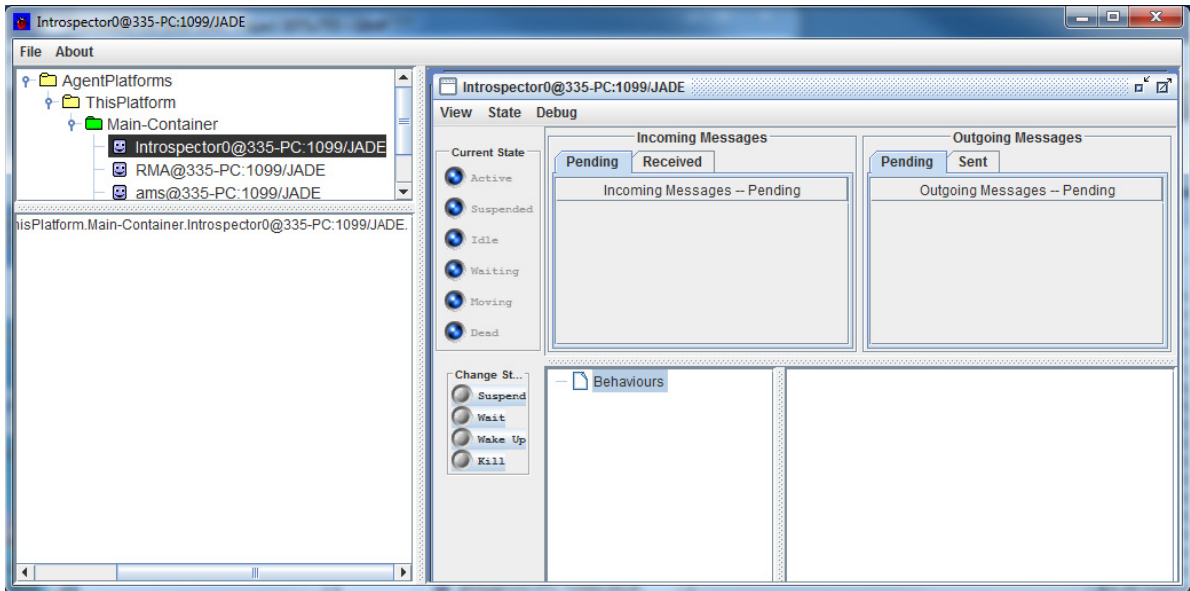 Introspector0@335-PC:1099/JADE
File About
AgentPlatforms
ThisPlatform
Main-Container
Introspector0@335-PC:1099/JADE
RMA@335-PC:1099/JADE
ams@335-PC:1099/JADE
hisPlatform.Main-Container.Introspector0@335-PC:1099/JADE.
Introspector0@335-PC:1099/JADE
View State Debug
Current State
Active
Suspended
Idle
Waiting
Moving
Dead
Incoming Messages
Pending Received
Incoming Messages -- Pending
Outgoing Messages
Pending Sent
Outgoing Messages -- Pending
Change St...
Suspend
Wait
Wake Up
Kill
Behaviours